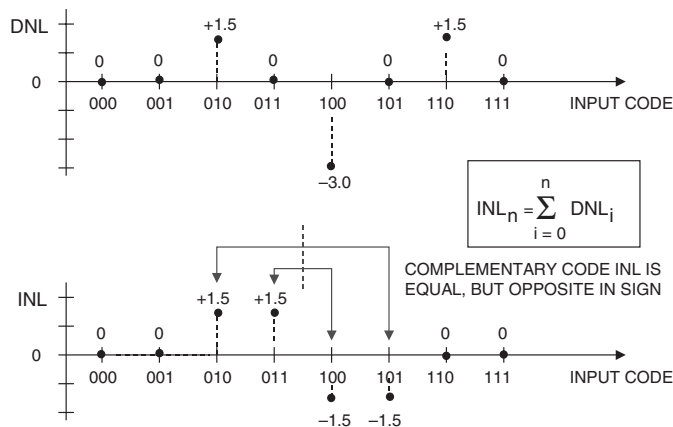 DNL
+1.5 +1.5
0 0 0 0 0
0
000 001 010 011 100 101 110 111 INPUT CODE
–3.0
n
INLn = Σ DNLi
i = 0
COMPLEMENTARY CODE INL IS
EQUAL, BUT OPPOSITE IN SIGN
INL
+1.5 +1.5
0 0 0 0
0
000 001 010 011 100 101 110 111 INPUT CODE
–1.5 –1.5